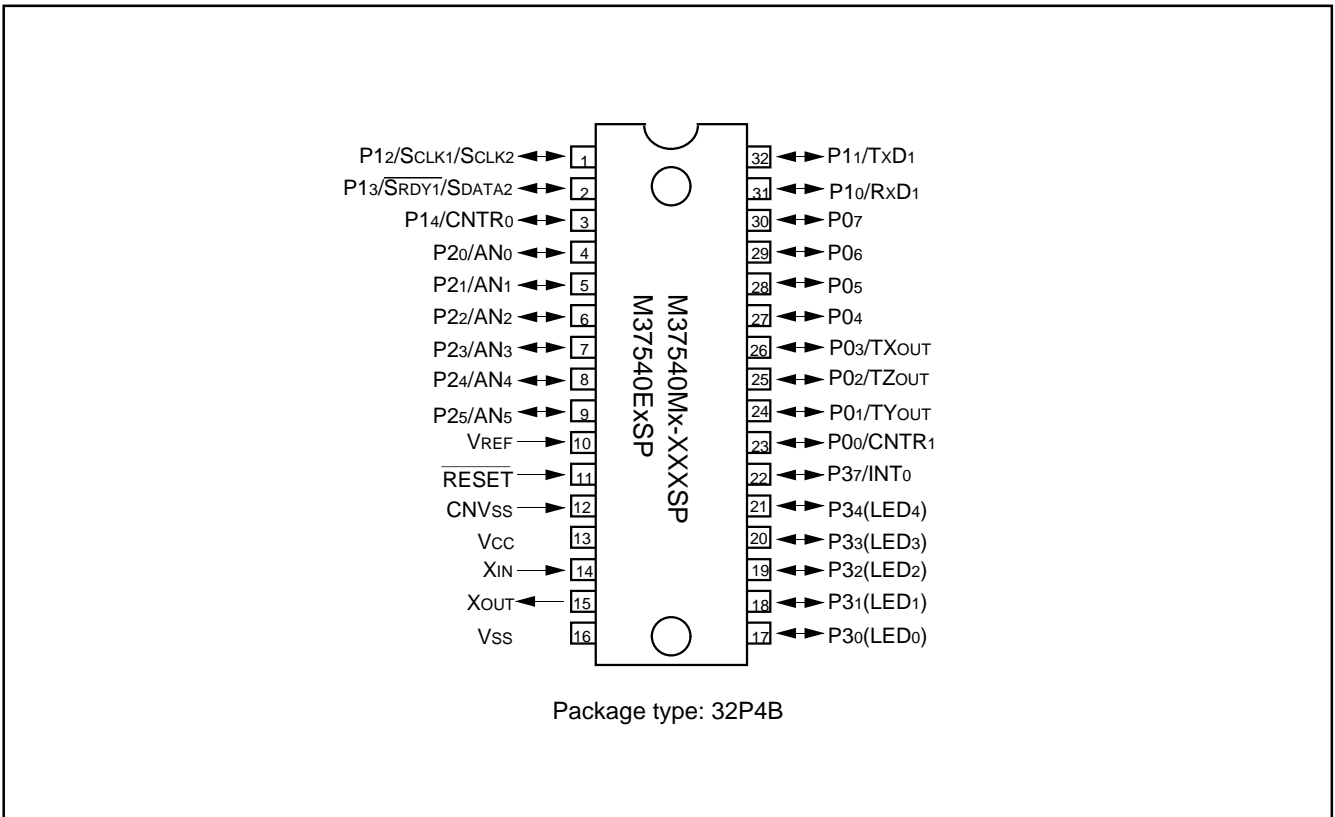 P12/SCLK1/SCLK2 1
P13/SRDY1/SDATA2 2
P14/CNTR0 3
P20/AN0 4
P21/AN1 5
P22/AN2 6
P23/AN3 7
P24/AN4 8
P25/AN5 9
VREF 10
RESET 11
CNVSS 12
VCC 13
XIN 14
XOUT 15
VSS 16
M37540Mx-XXXSP
M37540ExSP
32 P11/TXD1
31 P10/RXD1
30 P07
29 P06
28 P05
27 P04
26 P03/TXOUT
25 P02/TZOUT
24 P01/TYOUT
23 P00/CNTR1
22 P37/INT0
21 P34(LED4)
20 P33(LED3)
19 P32(LED2)
18 P31(LED1)
17 P30(LED0)
Package type: 32P4B